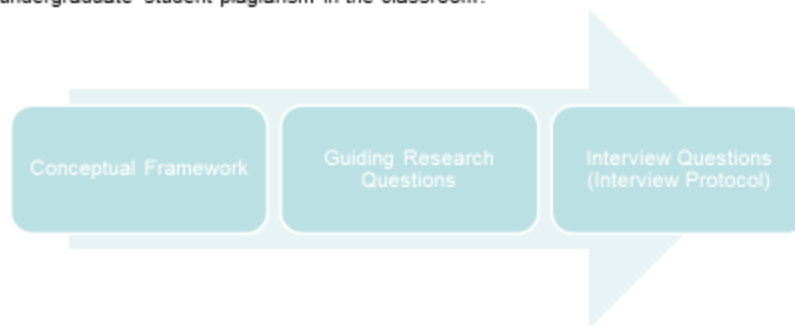 undergraduate student plagiarism in the classroom?
Conceptual Framework
Guiding Research
Questions
Interview Questions
(Interview Protocol)